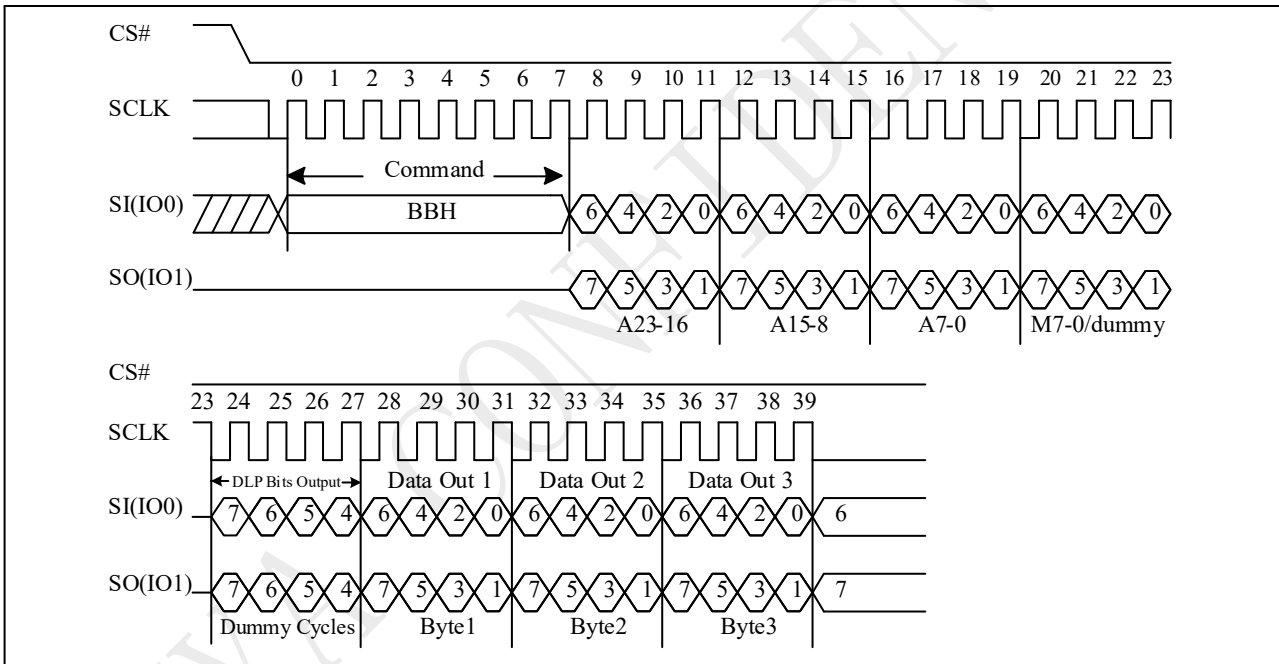 CS#
0 1 2 3 4 5 6 7 8 9 10 11 12 13 14 15 16 17 18 19 20 21 22 23
SCLK
Command
SI(IO0) BBH 6 4 2 0 6 4 2 0 6 4 2 0 6 4 2 0
SO(IO1) 7 5 3 1 7 5 3 1 7 5 3 1 7 5 3 1
A23-16 A15-8 A7-0 M7-0/dummy
CS#
23 24 25 26 27 28 29 30 31 32 33 34 35 36 37 38 39
SCLK
DLP Bits Output Data Out 1 Data Out 2 Data Out 3
SI(IO0) 7 6 5 4 6 4 2 0 6 4 2 0 6 4 2 0 6
SO(IO1) 7 6 5 4 7 5 3 1 7 5 3 1 7 5 3 1 7
Dummy Cycles Byte1 Byte2 Byte3